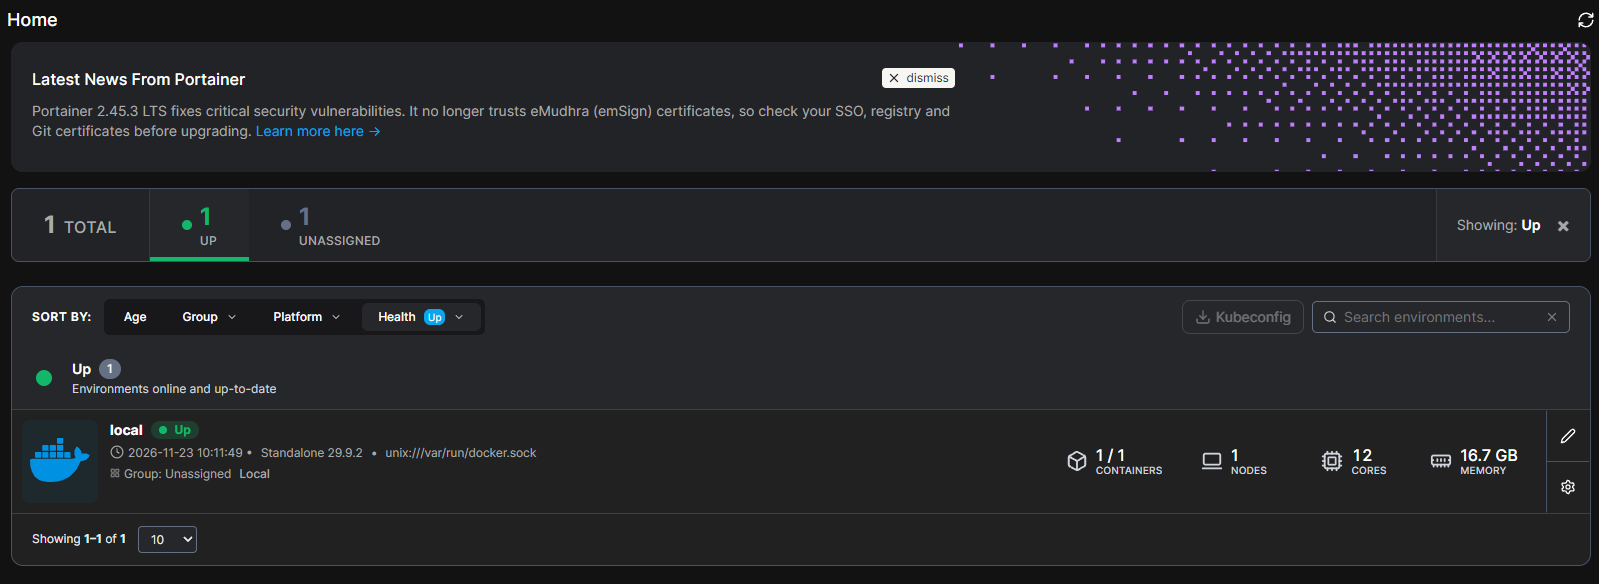 Home
Latest News From Portainer
dismiss
Portainer 2.45.3 LTS fixes critical security vulnerabilities. It no longer trusts eMudhra (emSign) certificates, so check your SSO, registry and
Git certificates before upgrading. Learn more here →
1 TOTAL
1
UP
1
UNASSIGNED
Showing: Up
SORT BY:
Age
Group
Platform
Health Up
Kubeconfig
Search environments...
Up 1
Environments online and up-to-date
local Up
2026-11-23 10:11:49 • Standalone 29.9.2 • unix:///var/run/docker.sock
Group: Unassigned Local
1 / 1
CONTAINERS
1
NODES
12
CORES
16.7 GB
MEMORY
Showing 1–1 of 1
10